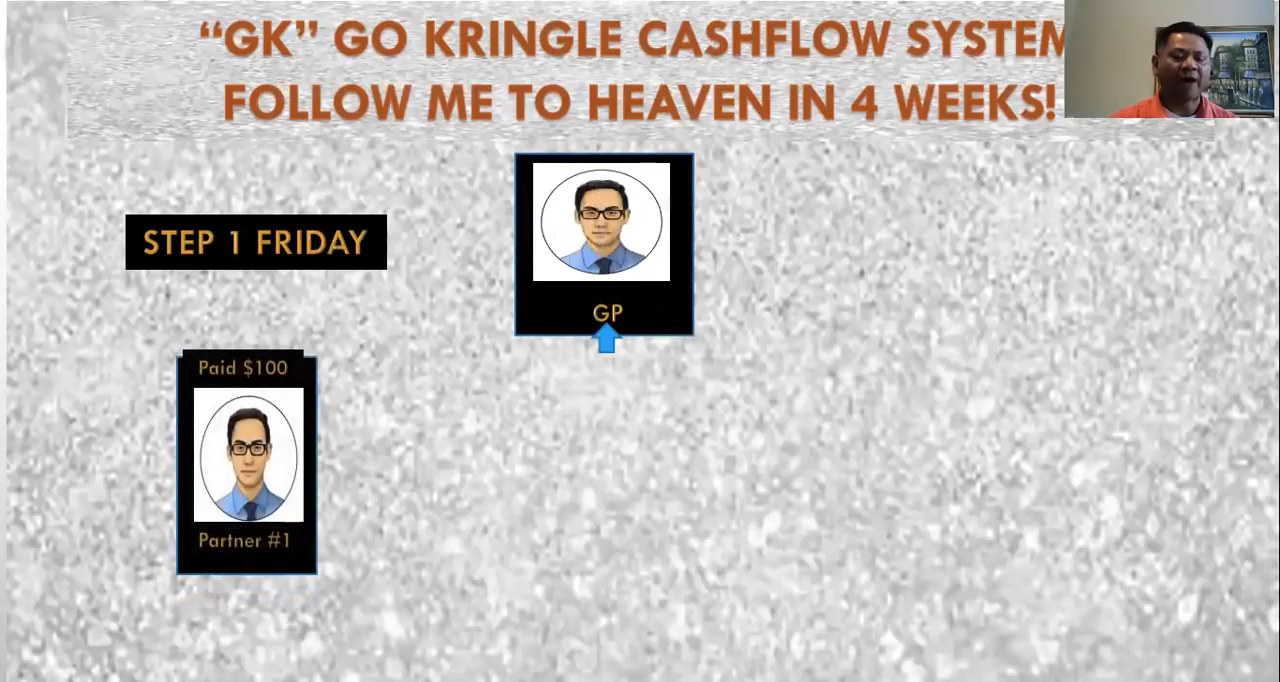 “GK” GO KRINGLE CASHFLOW SYSTEM
FOLLOW ME TO HEAVEN IN 4 WEEKS!
STEP 1 FRIDAY
GP
Paid $100
Partner #1